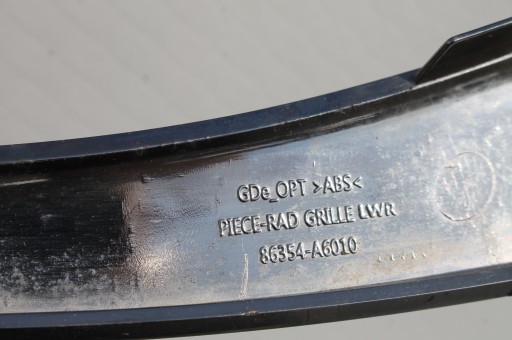 GDe_OPT >ABS<
PIECE-RAD GRILLE LWR
86354-A6010